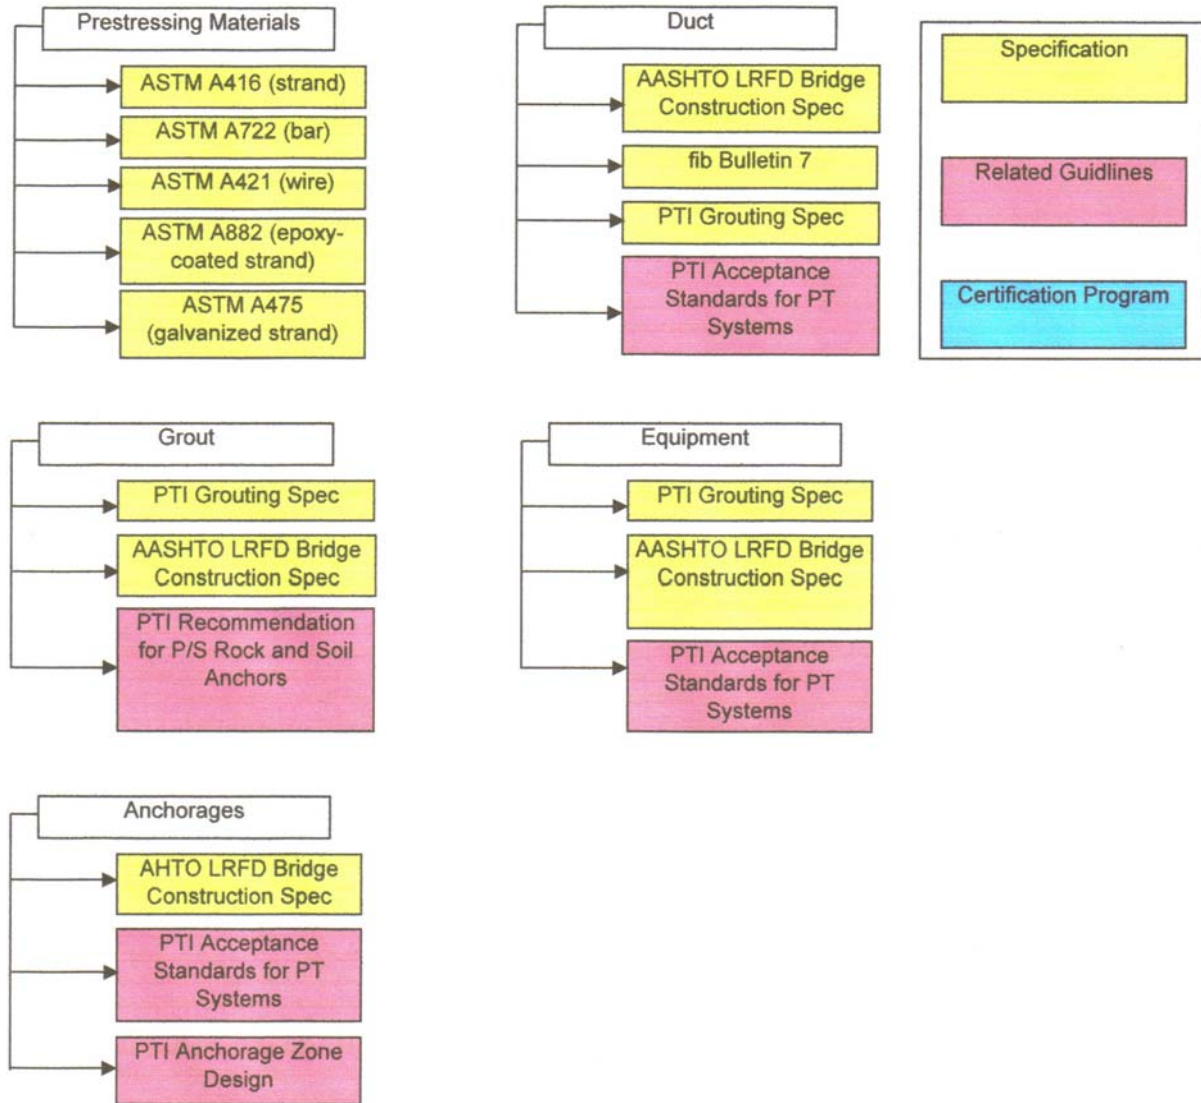 Prestressing Materials
ASTM A416 (strand)
ASTM A722 (bar)
ASTM A421 (wire)
ASTM A882 (epoxy-
coated strand)
ASTM A475
(galvanized strand)
Duct
AASHTO LRFD Bridge
Construction Spec
fib Bulletin 7
PTI Grouting Spec
PTI Acceptance
Standards for PT
Systems
Specification
Related Guidlines
Certification Program
Grout
PTI Grouting Spec
AASHTO LRFD Bridge
Construction Spec
PTI Recommendation
for P/S Rock and Soil
Anchors
Equipment
PTI Grouting Spec
AASHTO LRFD Bridge
Construction Spec
PTI Acceptance
Standards for PT
Systems
Anchorages
AHTO LRFD Bridge
Construction Spec
PTI Acceptance
Standards for PT
Systems
PTI Anchorage Zone
Design